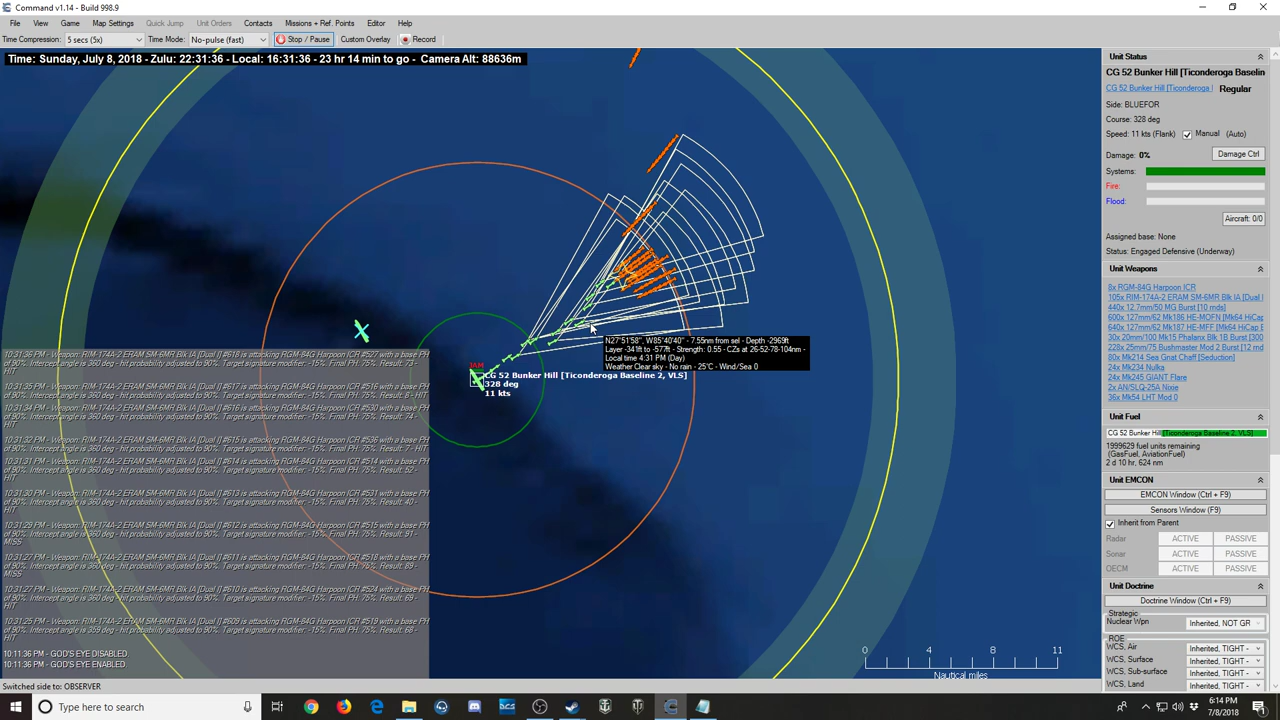 Command v1.14 - Build 998.9
File View Game Map Settings Quick Jump Unit Orders Contacts Missions + Ref. Points Editor Help
Time Compression: 5 secs (5x) Time Mode: No-pulse (fast) Stop / Pause Custom Overlay Record
Time: Sunday, July 8, 2018 - Zulu: 22:31:36 - Local: 16:31:36 - 23 hr 14 min to go - Camera Alt: 88636m
N27°51'58", W85°40'40" - 7.55nm from sel - Depth -2969ft
Layer -341ft to -577ft - Strength: 0.55 - CZs at 26-52-78-104nm -
Local time 4:31 PM (Day)
Weather Clear sky - No rain - 25°C - Wind/Sea 0
JAM
CG 52 Bunker Hill [Ticonderoga Baseline 2, VLS]
328 deg
11 kts
10:31:36 PM - Weapon: RIM-174A-2 ERAM SM-6MR Blk IA [Dual I] #618 is attacking RGM-84G Harpoon ICR #527 with a base PH
of 90%. Intercept angle is 360 deg - hit probability adjusted to 90%. Target signature modifier: -15%. Final PH: 75%. Result:
HIT
10:31:35 PM - Weapon: RIM-174A-2 ERAM SM-6MR Blk IA [Dual I] #617 is attacking RGM-84G Harpoon ICR #517 with a base PH
of 90%. Intercept angle is 360 deg - hit probability adjusted to 90%. Target signature modifier: -15%. Final PH: 75%. Result: 8 - HIT
10:31:34 PM - Weapon: RIM-174A-2 ERAM SM-6MR Blk IA [Dual I] #616 is attacking RGM-84G Harpoon ICR #530 with a base PH
of 90%. Intercept angle is 360 deg - hit probability adjusted to 90%. Target signature modifier: -15%. Final PH: 75%. Result: 74 -
HIT
10:31:32 PM - Weapon: RIM-174A-2 ERAM SM-6MR Blk IA [Dual I] #615 is attacking RGM-84G Harpoon ICR #536 with a base PH
of 90%. Intercept angle is 360 deg - hit probability adjusted to 90%. Target signature modifier: -15%. Final PH: 75%. Result: 16 -
HIT
10:31:31 PM - Weapon: RIM-174A-2 ERAM SM-6MR Blk IA [Dual I] #614 is attacking RGM-84G Harpoon ICR #514 with a base PH
of 90%. Intercept angle is 360 deg - hit probability adjusted to 90%. Target signature modifier: -15%. Final PH: 75%. Result: 52 -
HIT
10:31:30 PM - Weapon: RIM-174A-2 ERAM SM-6MR Blk IA [Dual I] #613 is attacking RGM-84G Harpoon ICR #531 with a base PH
of 90%. Intercept angle is 360 deg - hit probability adjusted to 90%. Target signature modifier: -15%. Final PH: 75%. Result: 40 -
HIT
10:31:29 PM - Weapon: RIM-174A-2 ERAM SM-6MR Blk IA [Dual I] #612 is attacking RGM-84G Harpoon ICR #515 with a base PH
of 90%. Intercept angle is 360 deg - hit probability adjusted to 90%. Target signature modifier: -15%. Final PH: 75%. Result: 91 -
MISS
10:31:27 PM - Weapon: RIM-174A-2 ERAM SM-6MR Blk IA [Dual I] #611 is attacking RGM-84G Harpoon ICR #518 with a base PH
of 90%. Intercept angle is 360 deg - hit probability adjusted to 90%. Target signature modifier: -15%. Final PH: 75%. Result: 89 -
MISS
10:31:27 PM - Weapon: RIM-174A-2 ERAM SM-6MR Blk IA [Dual I] #610 is attacking RGM-84G Harpoon ICR #524 with a base PH
of 90%. Intercept angle is 360 deg - hit probability adjusted to 90%. Target signature modifier: -15%. Final PH: 75%. Result: 69 -
HIT
10:31:25 PM - Weapon: RIM-174A-2 ERAM SM-6MR Blk IA [Dual I] #609 is attacking RGM-84G Harpoon ICR #519 with a base PH
of 90%. Intercept angle is 359 deg - hit probability adjusted to 90%. Target signature modifier: -15%. Final PH: 75%. Result: 68 -
HIT
10:11:36 PM - GOD'S EYE DISABLED.
10:11:36 PM - GOD'S EYE ENABLED.
0 4 8 11
Nautical miles
Unit Status
CG 52 Bunker Hill [Ticonderoga Baselin
CG 52 Bunker Hill [Ticonderoga I Regular
Side: BLUEFOR
Course: 328 deg
Speed: 11 kts (Flank) Manual (Auto)
Damage: 0% Damage Ctrl
Systems:
Fire:
Flood:
Aircraft: 0/0
Assigned base: None
Status: Engaged Defensive (Underway)
Unit Weapons
8x RGM-84G Harpoon ICR
105x RIM-174A ERAM SM-6MR Blk IA [Dual I
440x 12.7mm/50 MG Burst [10 rnds]
600x 127mm/62 Mk186 HE-MOFN [Mk64 HiCap
640x 127mm/62 Mk187 HE-MFF [Mk64 HiCap
30x 20mm/100 Mk15 Phalanx Blk 1B Burst [300
228x 25mm/75 Bushmaster Mod 2 Burst [
80x Mk214 Sea Gnat Chaff [Seduction]
24x Mk234 Nulka
24x Mk245 GIANT Flare
2x AN/SLQ-25A Nixie
36x Mk54 LHT Mod 0
Unit Fuel
CG 52 Bunker Hill [Ticonderoga Baseline 2, VLS]
1999629 fuel units remaining
(GasFuel, AviationFuel)
2 d 10 hr, 624 nm
Unit EMCON
EMCON Window (Ctrl + F9)
Sensors Window (F9)
Inherit from Parent
Radar ACTIVE PASSIVE
Sonar ACTIVE PASSIVE
OECM ACTIVE PASSIVE
Unit Doctrine
Doctrine Window (Ctrl + F9)
Strategic
Nuclear Wpn Inherited, NOT GR
ROE
WCS, Air Inherited, TIGHT -
WCS, Surface Inherited, TIGHT -
WCS, Sub-surface Inherited, TIGHT -
WCS, Land Inherited, TIGHT -
Switched side to: OBSERVER
Type here to search
DCS
6:14 PM
7/8/2018